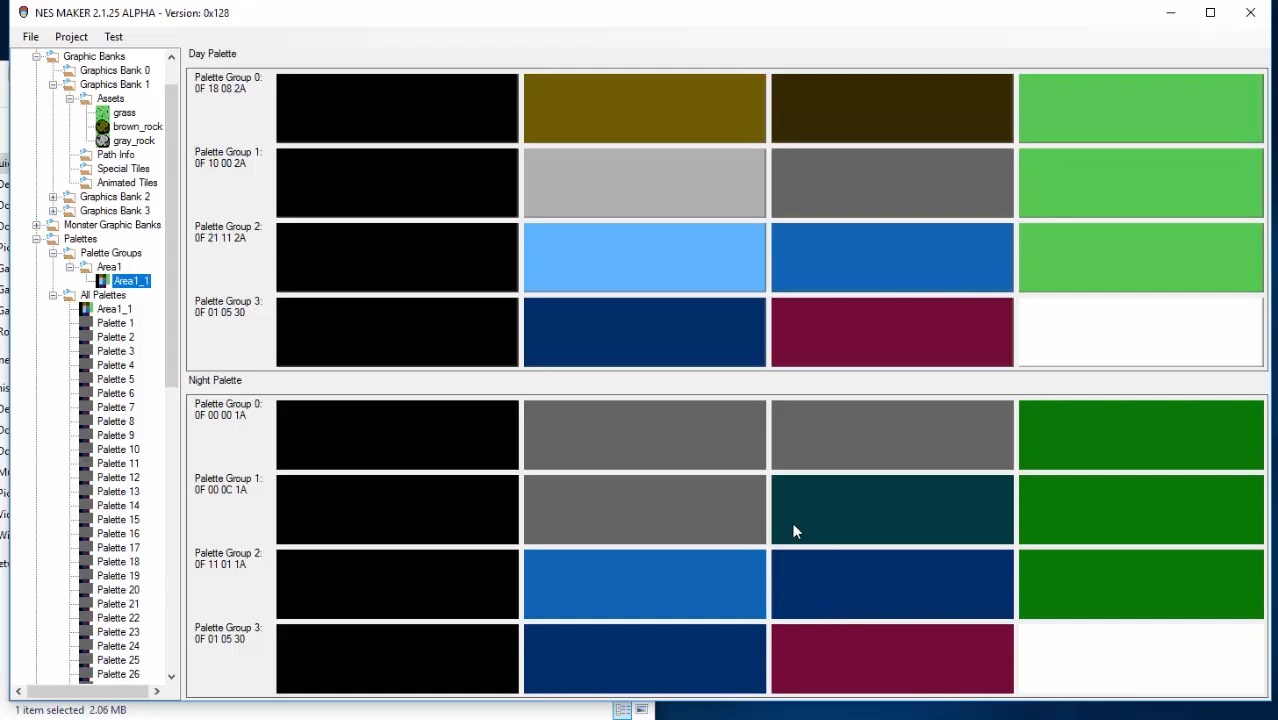 NES MAKER 2.1.25 ALPHA - Version: 0x128
File Project Test
Graphic Banks
Graphics Bank 0
Graphics Bank 1
Assets
grass
brown_rock
gray_rock
Path Info
Special Tiles
Animated Tiles
Graphics Bank 2
Graphics Bank 3
Monster Graphic Banks
Palettes
Palette Groups
Area1
Area1_1
All Palettes
Area1_1
Palette 1
Palette 2
Palette 3
Palette 4
Palette 5
Palette 6
Palette 7
Palette 8
Palette 9
Palette 10
Palette 11
Palette 12
Palette 13
Palette 14
Palette 15
Palette 16
Palette 17
Palette 18
Palette 19
Palette 20
Palette 21
Palette 22
Palette 23
Palette 24
Palette 25
Palette 26
Day Palette
Palette Group 0:
0F 18 08 2A
Palette Group 1:
0F 10 00 2A
Palette Group 2:
0F 21 11 2A
Palette Group 3:
0F 01 05 30
Night Palette
Palette Group 0:
0F 00 00 1A
Palette Group 1:
0F 00 0C 1A
Palette Group 2:
0F 11 01 1A
Palette Group 3:
0F 01 05 30
1 item selected 2.06 MB